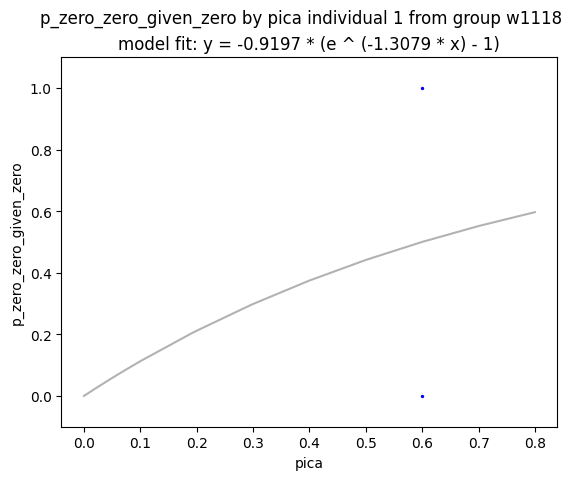 p_zero_zero_given_zero by pica individual 1 from group w1118
model fit: y = -0.9197 * (e ^ (-1.3079 * x) - 1)
1.0
0.8
0.6
0.4
0.2
0.0
p_zero_zero_given_zero
0.0 0.1 0.2 0.3 0.4 0.5 0.6 0.7 0.8
pica